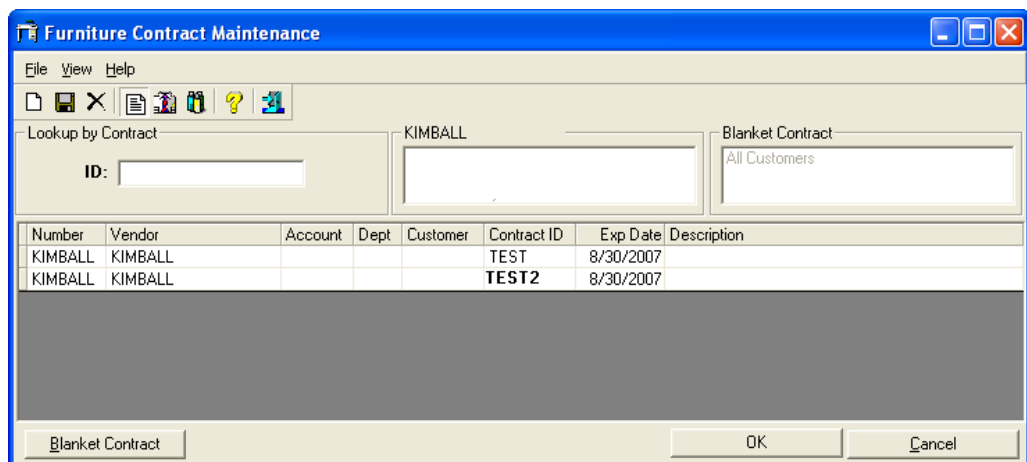 Furniture Contract Maintenance
File View Help
Lookup by Contract KIMBALL Blanket Contract
ID: All Customers
Number Vendor Account Dept Customer Contract ID Exp Date Description
KIMBALL KIMBALL TEST 8/30/2007
KIMBALL KIMBALL TEST2 8/30/2007
Blanket Contract OK Cancel